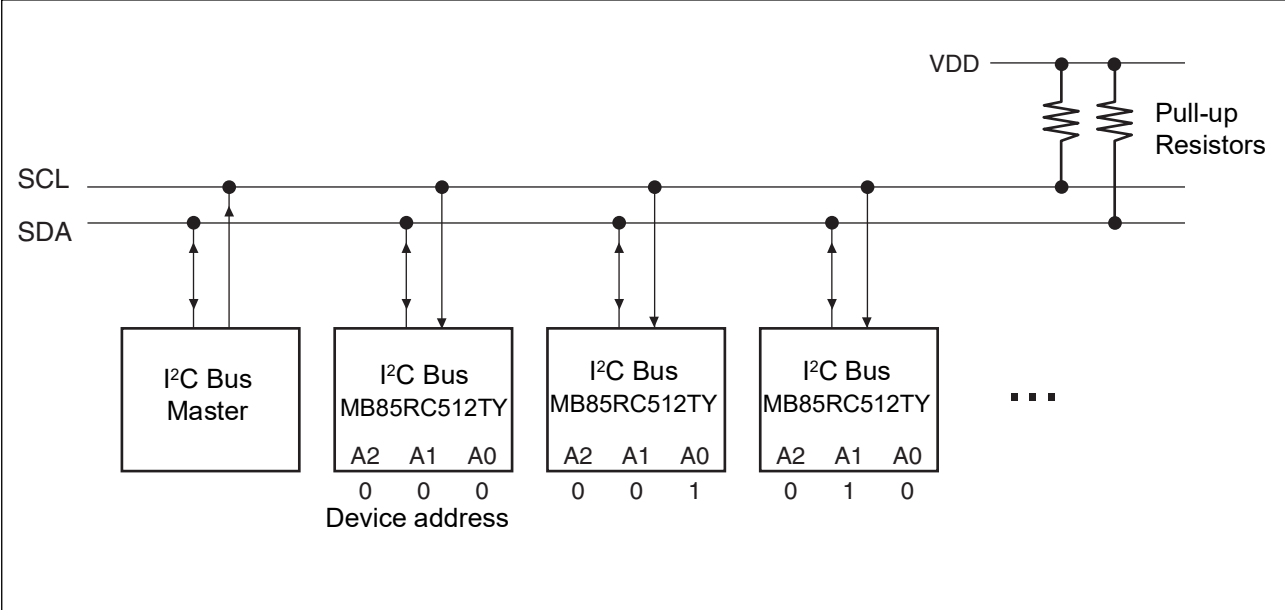 VDD
Pull-up
Resistors
SCL
SDA
I²C Bus
Master
I²C Bus
MB85RC512TY
A2 A1 A0
0 0 0
Device address
I²C Bus
MB85RC512TY
A2 A1 A0
0 0 1
I²C Bus
MB85RC512TY
A2 A1 A0
0 1 0
...